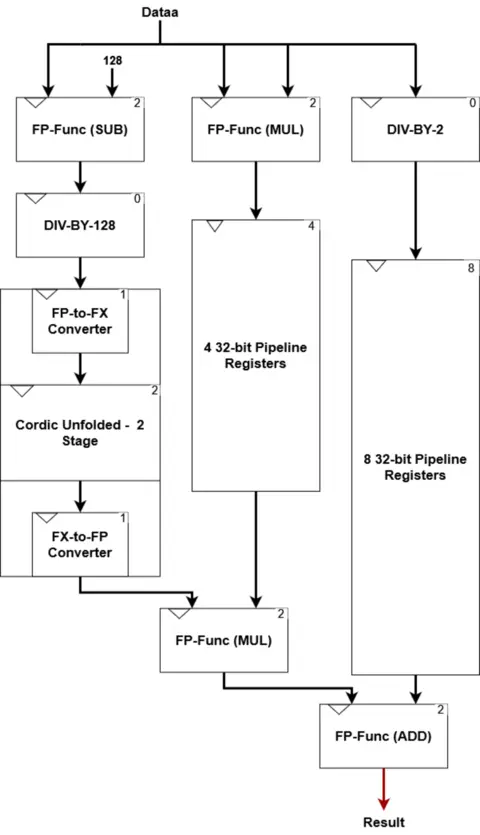 Dataa
128
2
FP-Func (SUB)
2
FP-Func (MUL)
0
DIV-BY-2
0
DIV-BY-128
4
4 32-bit Pipeline
Registers
8
8 32-bit Pipeline
Registers
1
FP-to-FX
Converter
2
Cordic Unfolded - 2
Stage
1
FX-to-FP
Converter
2
FP-Func (MUL)
2
FP-Func (ADD)
Result